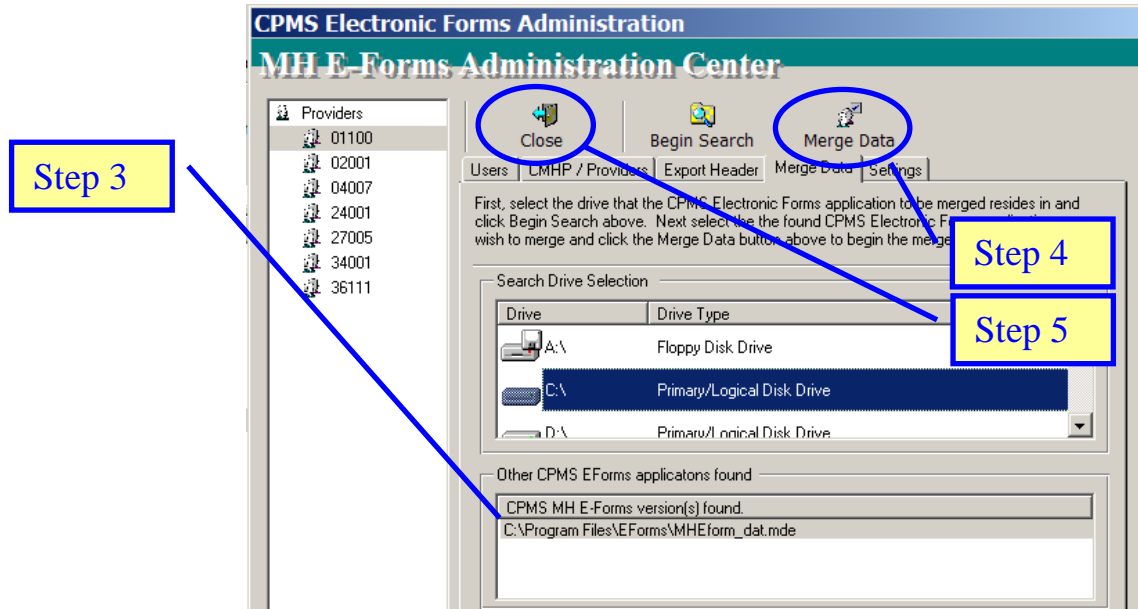 CPMS Electronic Forms Administration
MH E-Forms Administration Center
Providers
01100
02001
04007
24001
27005
34001
36111
Close
Begin Search
Merge Data
Users
CMHP / Providers
Export Header
Merge Data
Settings
First, select the drive that the CPMS Electronic Forms application to be merged resides in and
click Begin Search above. Next select the the found CPMS Electronic
wish to merge and click the Merge Data button above to begin the merge
Search Drive Selection
Drive
Drive Type
A:\
Floppy Disk Drive
C:\
Primary/Logical Disk Drive
D:\
Primary/Logical Disk Drive
Other CPMS EForms applicatons found
CPMS MH E-Forms version(s) found.
C:\Program Files\EForms\MHEform_dat.mde
Step 3
Step 4
Step 5